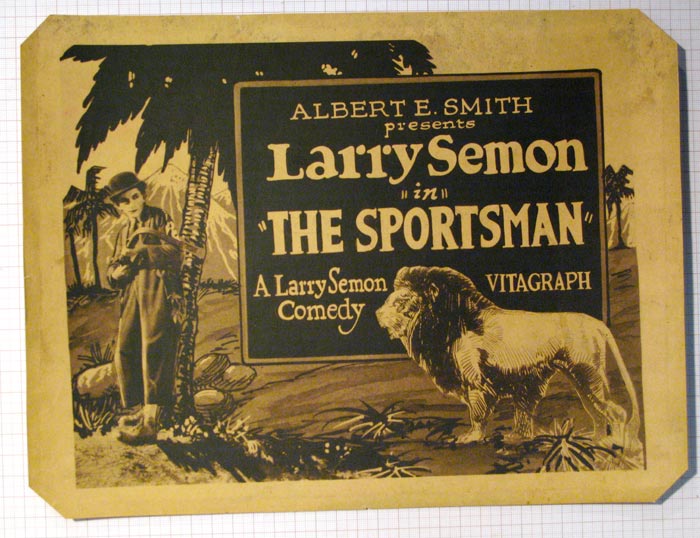 ALBERT E. SMITH
presents
Larry Semon
"in"
"THE SPORTSMAN"
A Larry Semon
Comedy
VITAGRAPH